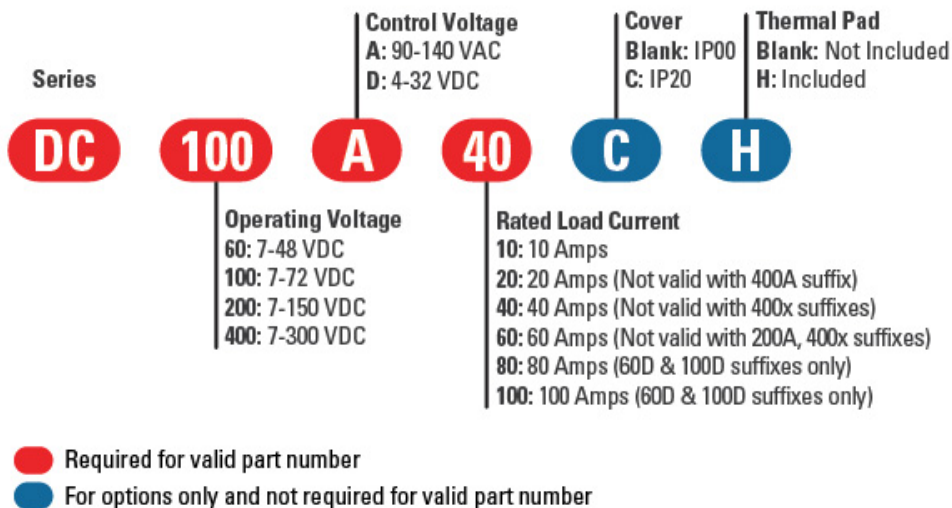 Control Voltage
A: 90-140 VAC
D: 4-32 VDC
Cover
Blank: IP00
C: IP20
Thermal Pad
Blank: Not Included
H: Included
Series
DC 100 A 40 C H
Operating Voltage
60: 7-48 VDC
100: 7-72 VDC
200: 7-150 VDC
400: 7-300 VDC
Rated Load Current
10: 10 Amps
20: 20 Amps (Not valid with 400A suffix)
40: 40 Amps (Not valid with 400x suffixes)
60: 60 Amps (Not valid with 200A, 400x suffixes)
80: 80 Amps (60D & 100D suffixes only)
100: 100 Amps (60D & 100D suffixes only)
Required for valid part number
For options only and not required for valid part number